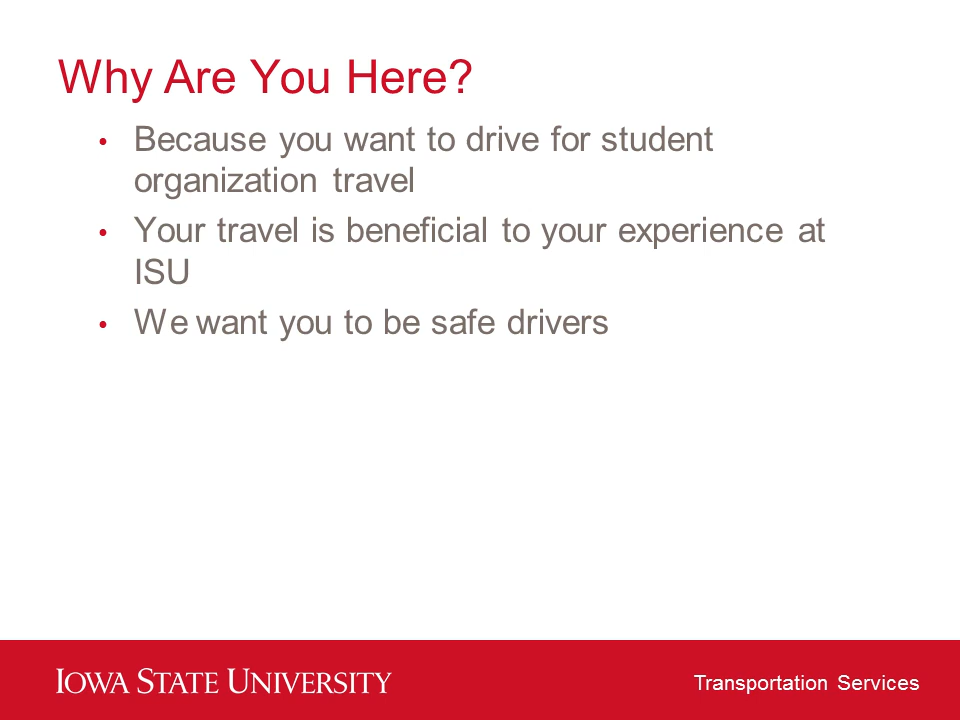 Why Are You Here?
• Because you want to drive for student
organization travel
• Your travel is beneficial to your experience at
ISU
• We want you to be safe drivers
IOWA STATE UNIVERSITY
Transportation Services